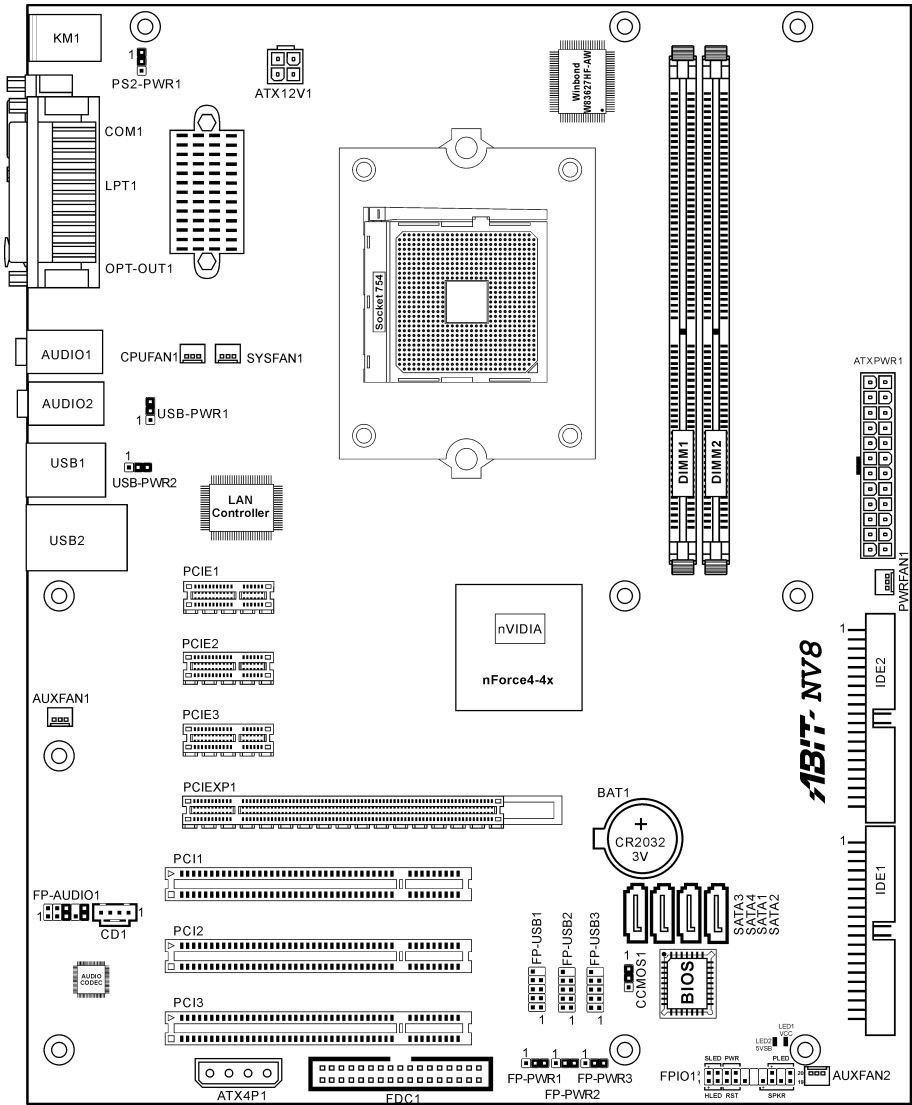 KM1
1
PS2-PWR1
ATX12V1
Winbond
W83627HF-AW
COM1
LPT1
OPT-OUT1
Socket 754
AUDIO1
CPUFAN1
SYSFAN1
ATXPWR1
AUDIO2
USB-PWR1
1
DIMM1
DIMM2
USB1
1
USB-PWR2
LAN
Controller
USB2
PWRFAN1
PCIE1
nVIDIA
nForce4-4x
1
IDE2
PCIE2
ABIT- NV8
AUXFAN1
PCIE3
PCIEXP1
BAT1
+
CR2032
3V
1
IDE1
PCI1
FP-AUDIO1
1
1
CD1
SATA3
SATA4
SATA1
SATA2
PCI2
FP-USB1
FP-USB2
FP-USB3
1
CCMOS1
BIOS
AUDIO
CODEC
PCI3
1
1
1
LED1
VCC
LED2
5VSB
1
1
1
FP-PWR1
FP-PWR2
FP-PWR3
SLED PWR
PLED
FPIO1
2
1
20
19
HLED RST
SPKR
AUXFAN2
ATX4P1
FDC1